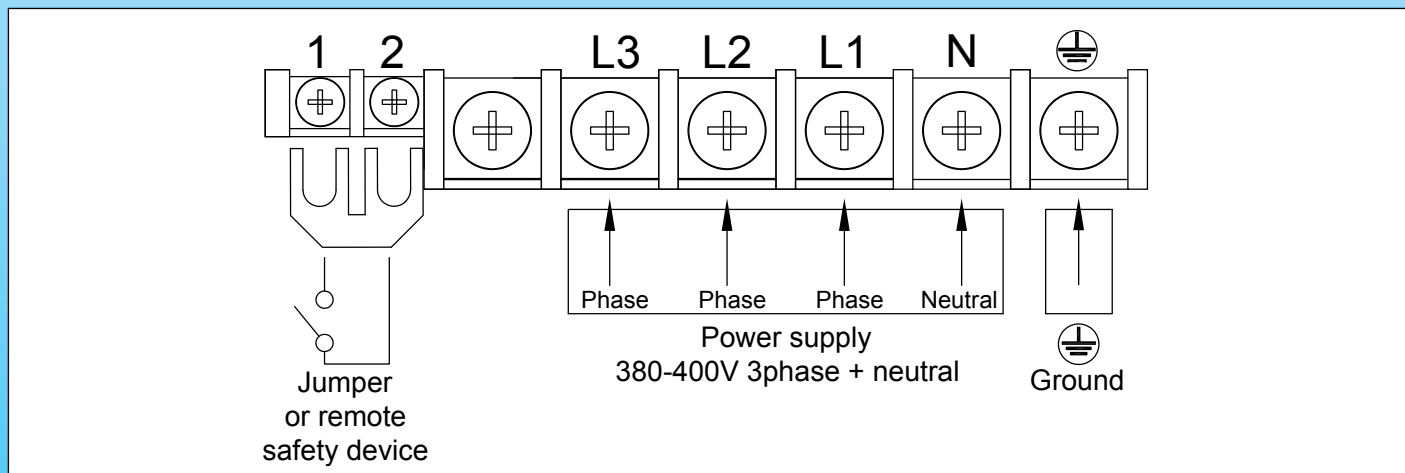 1 2 L3 L2 L1 N
Phase Phase Phase Neutral
Power supply
380-400V 3phase + neutral
Ground
Jumper
or remote
safety device